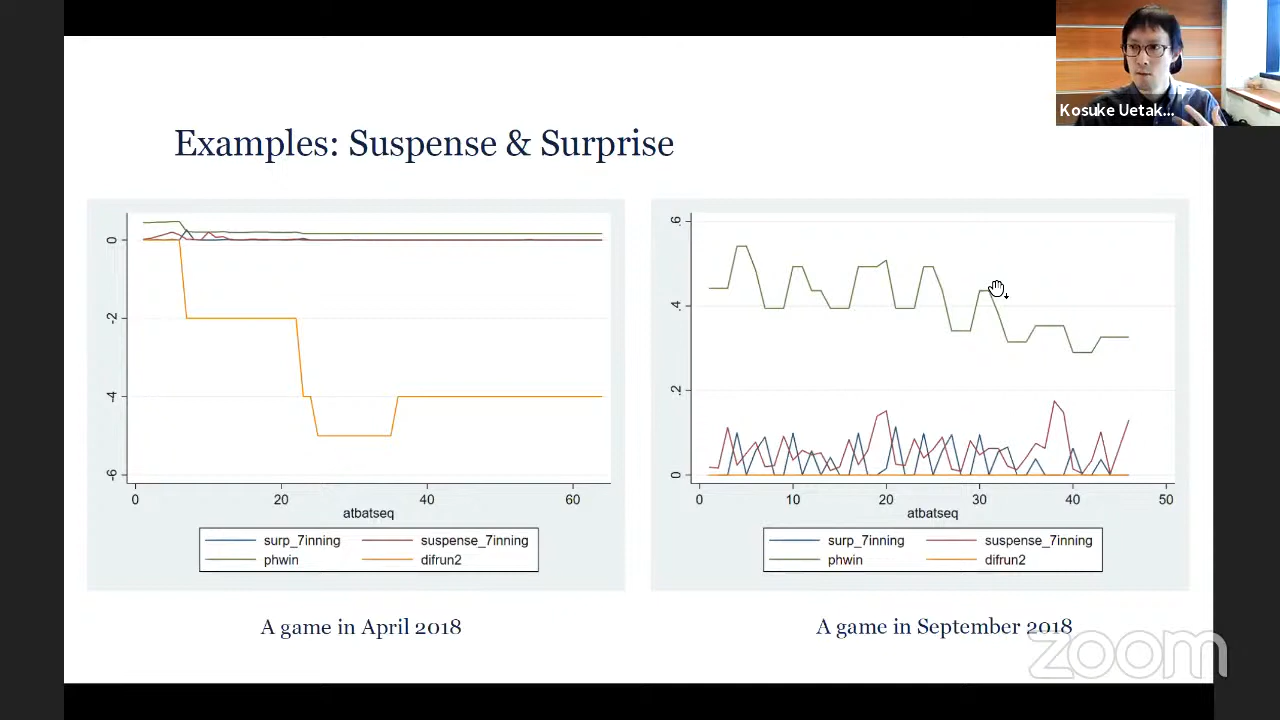 Kosuke Uetak...
Examples: Suspense & Surprise
0
-2
-4
-6
0 20 40 60
atbatseq
surp_7inning suspense_7inning
phwin difrun2
A game in April 2018
.6
.4
.2
0
0 10 20 30 40 50
atbatseq
surp_7inning suspense_7inning
phwin difrun2
A game in September 2018
zoom